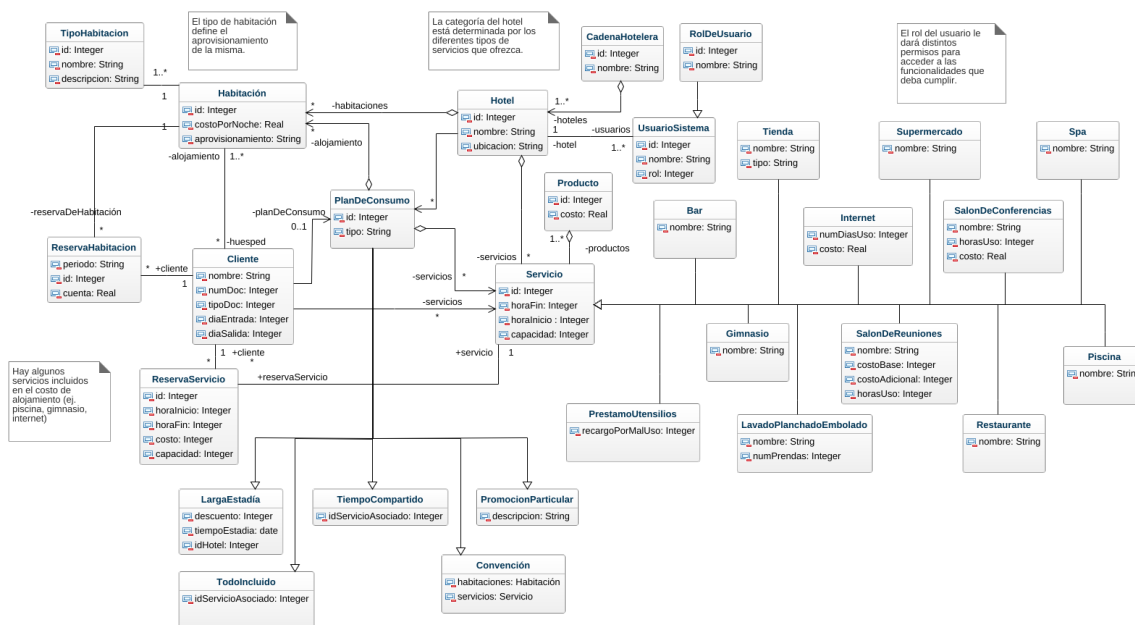 El tipo de habitación
define el
aprovisionamiento
de la misma.
La categoría del hotel
está determinada por los
diferentes tipos de
servicios que ofrezca.
El rol del usuario le
dará distintos
permisos para
acceder a las
funcionalidades que
deba cumplir.
TipoHabitacion
id: Integer
nombre: String
descripcion: String
CadenaHotelera
id: Integer
nombre: String
RolDeUsuario
id: Integer
nombre: String
1..*
1
Habitación
id: Integer
costoPorNoche: Real
aprovisionamiento: String
1
*
-habitaciones
*
-alojamiento
Hotel
id: Integer
nombre: String
ubicacion: String
1..*
-hoteles
1
-usuarios
-hotel
1..*
UsuarioSistema
id: Integer
nombre: String
rol: Integer
Tienda
nombre: String
tipo: String
Supermercado
nombre: String
Spa
nombre: String
-alojamiento
1..*
PlanDeConsumo
id: Integer
tipo: String
*
-planDeConsumo
0..1
Producto
id: Integer
costo: Real
1..*
-productos
Bar
nombre: String
Internet
numDiasUso: Integer
costo: Real
SalonDeConferencias
nombre: String
horasUso: Integer
costo: Real
-reservaDeHabitación
*
ReservaHabitacion
periodo: String
id: Integer
cuenta: Real
*
+cliente
1
*
-huesped
Cliente
nombre: String
numDoc: Integer
tipoDoc: Integer
diaEntrada: Integer
diaSalida: Integer
-servicios
*
-servicios
*
-servicios
*
Servicio
id: Integer
horaFin: Integer
horaInicio : Integer
capacidad: Integer
+servicio
1
1
+cliente
*
*
+reservaServicio
ReservaServicio
id: Integer
horaInicio: Integer
horaFin: Integer
costo: Integer
capacidad: Integer
Hay algunos
servicios incluidos
en el costo de
alojamiento (ej.
piscina, gimnasio,
internet)
Gimnasio
nombre: String
SalonDeReuniones
nombre: String
costoBase: Integer
costoAdicional: Integer
horasUso: Integer
Piscina
nombre: Strin
PrestamoUtensilios
recargoPorMalUso: Integer
LavadoPlanchadoEmbolado
nombre: String
numPrendas: Integer
Restaurante
nombre: String
LargaEstadía
descuento: Integer
tiempoEstadia: date
idHotel: Integer
TiempoCompartido
idServicioAsociado: Integer
PromocionParticular
descripcion: String
TodoIncluido
idServicioAsociado: Integer
Convención
habitaciones: Habitación
servicios: Servicio